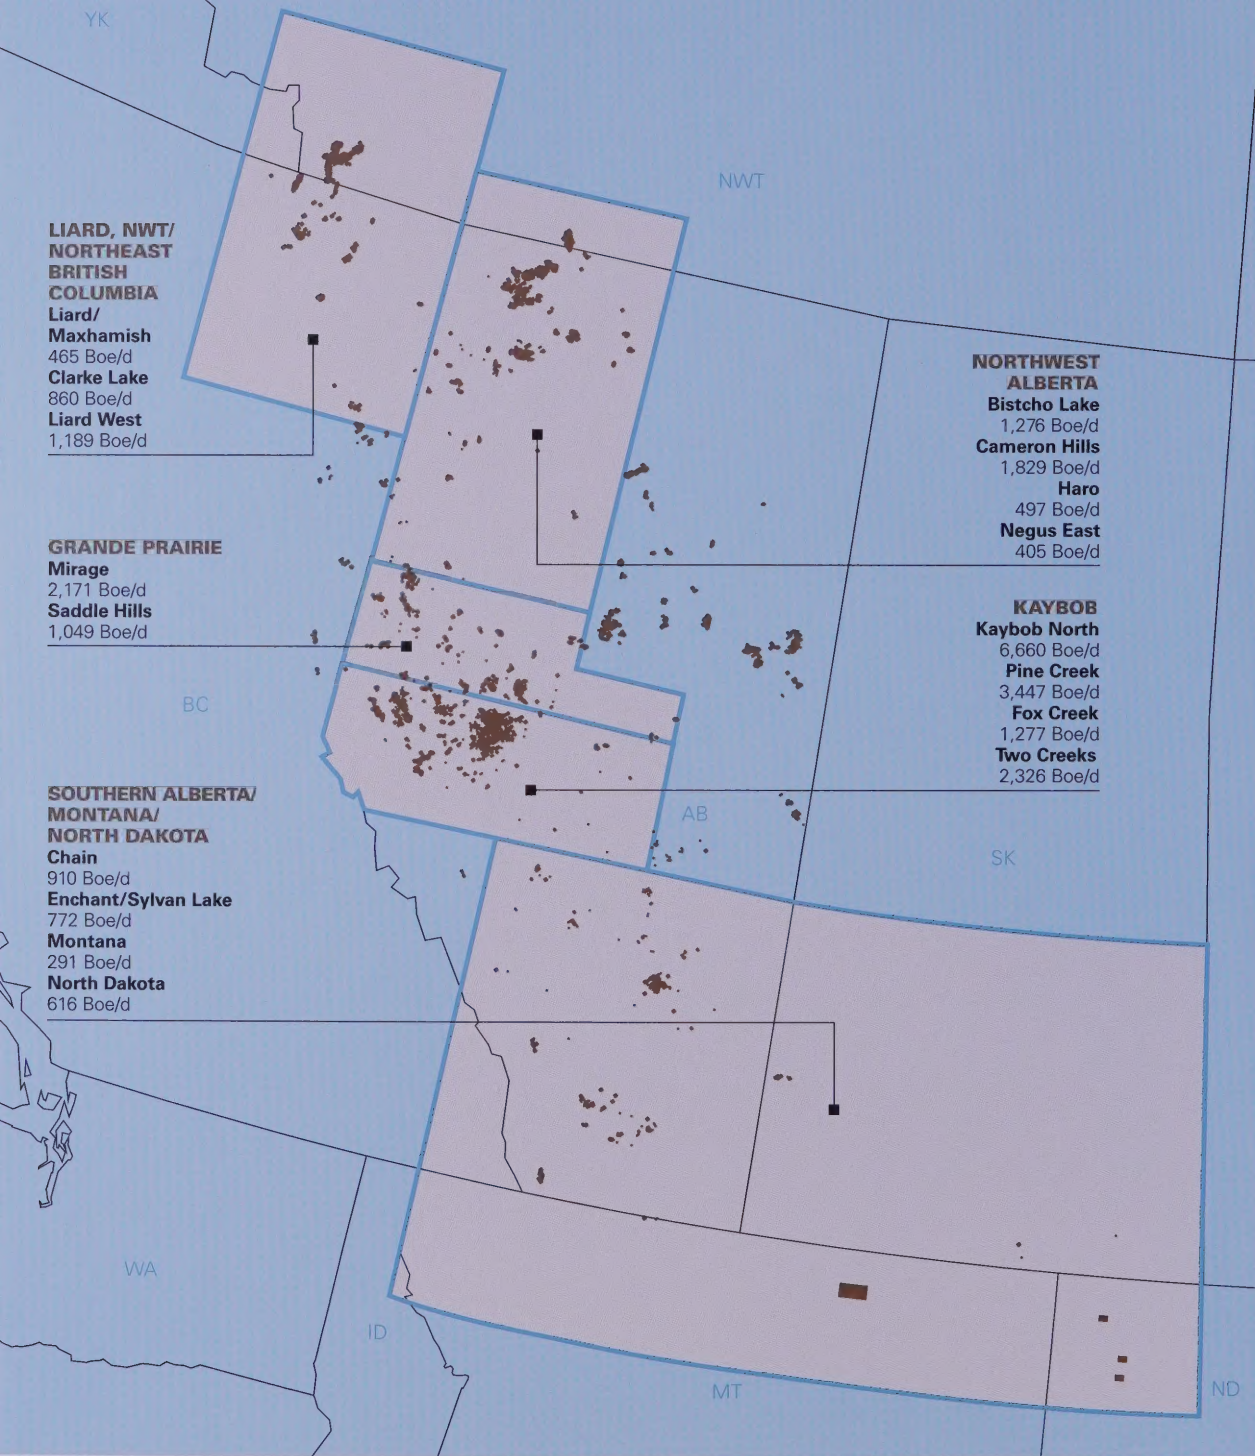 YK
NWT
LIARD, NWT/
NORTHEAST
BRITISH
COLUMBIA
Liard/
Maxhamish
465 Boe/d
Clarke Lake
860 Boe/d
Liard West
1,189 Boe/d
NORTHWEST
ALBERTA
Bistcho Lake
1,276 Boe/d
Cameron Hills
1,829 Boe/d
Haro
497 Boe/d
Negus East
405 Boe/d
GRANDE PRAIRIE
Mirage
2,171 Boe/d
Saddle Hills
1,049 Boe/d
KAYBOB
Kaybob North
6,660 Boe/d
Pine Creek
3,447 Boe/d
Fox Creek
1,277 Boe/d
Two Creeks
2,326 Boe/d
BC
AB
SK
SOUTHERN ALBERTA/
MONTANA/
NORTH DAKOTA
Chain
910 Boe/d
Enchant/Sylvan Lake
772 Boe/d
Montana
291 Boe/d
North Dakota
616 Boe/d
WA
ID
MT
ND